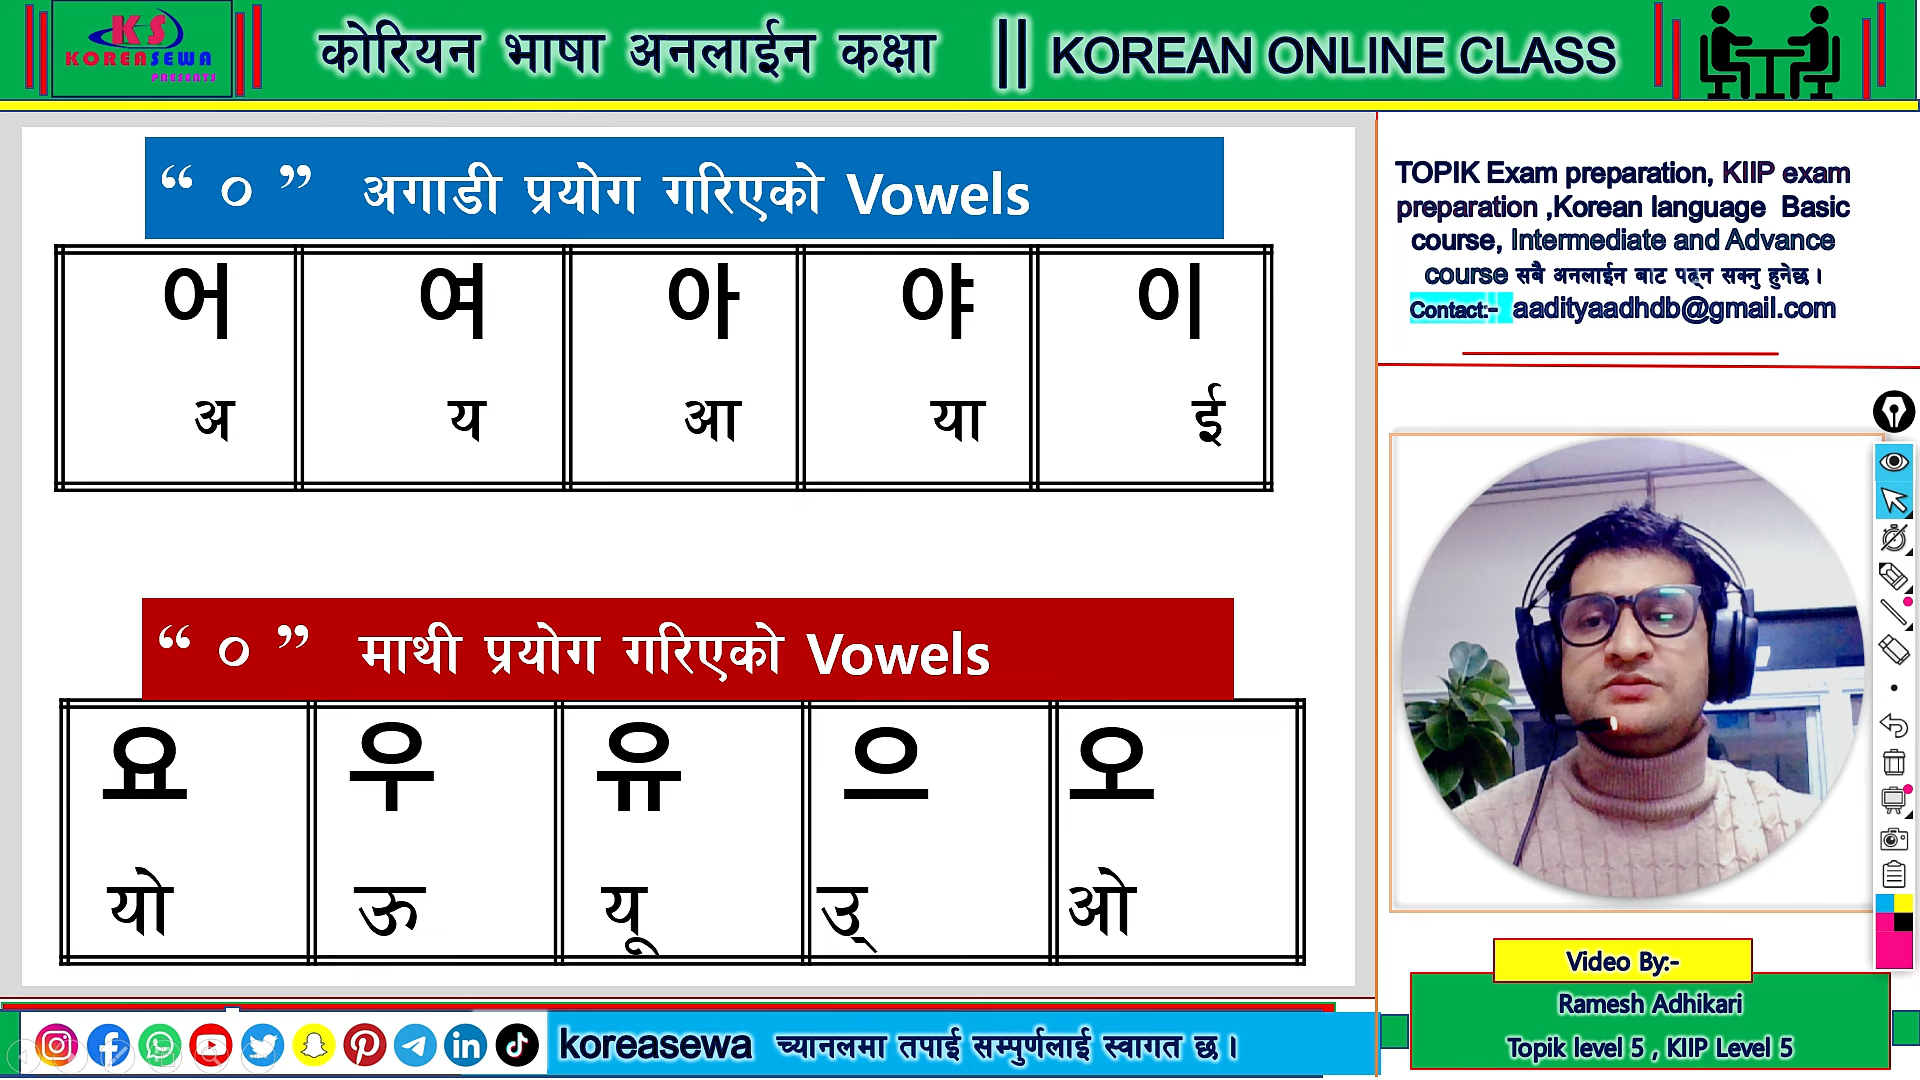 KS
KOREASEWA
PRESENTS
कोरियन भाषा अनलाईन कक्षा || KOREAN ONLINE CLASS
“ ㅇ ” अगाडी प्रयोग गरिएको Vowels
어 여 아 야 이
अ य आ या ई
“ ㅇ ” माथी प्रयोग गरिएको Vowels
요 우 유 으 오
यो ऊ यू उ् ओ
TOPIK Exam preparation, KIIP exam
preparation ,Korean language Basic
course, Intermediate and Advance
course सबै अनलाईन बाट पढ्न सक्नु हुनेछ ।
Contact:- aadityaadhdb@gmail.com
Video By:-
Ramesh Adhikari
Topik level 5 , KIIP Level 5
koreasewa च्यानलमा तपाई सम्पुर्णलाई स्वागत छ ।